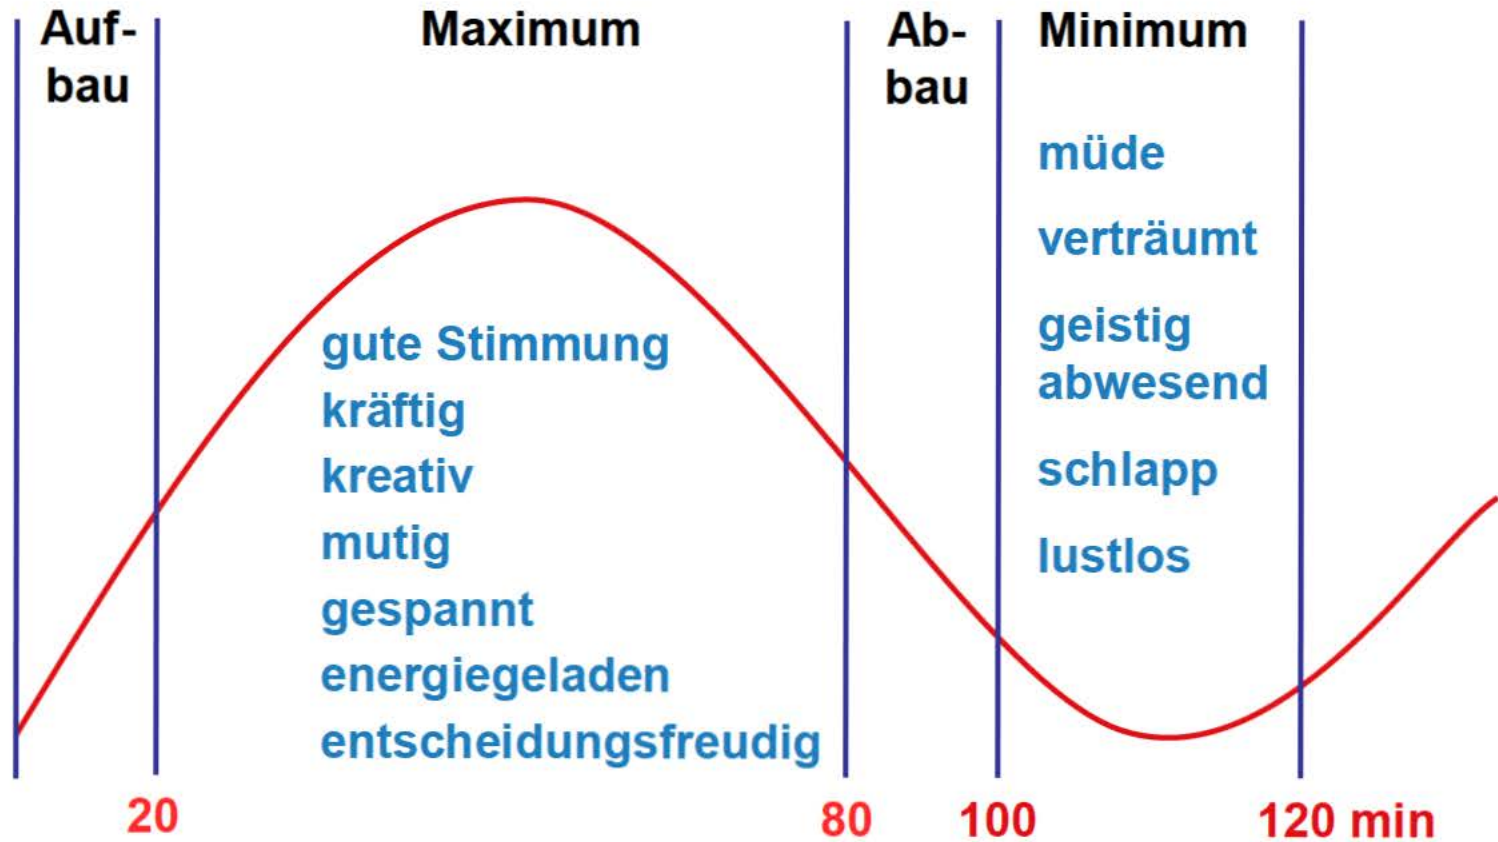 Auf-
bau
Maximum
Ab-
bau
Minimum
müde
verträumt
geistig
abwesend
schlapp
lustlos
gute Stimmung
kräftig
kreativ
mutig
gespannt
energiegeladen
entscheidungsfreudig
20
80
100
120 min